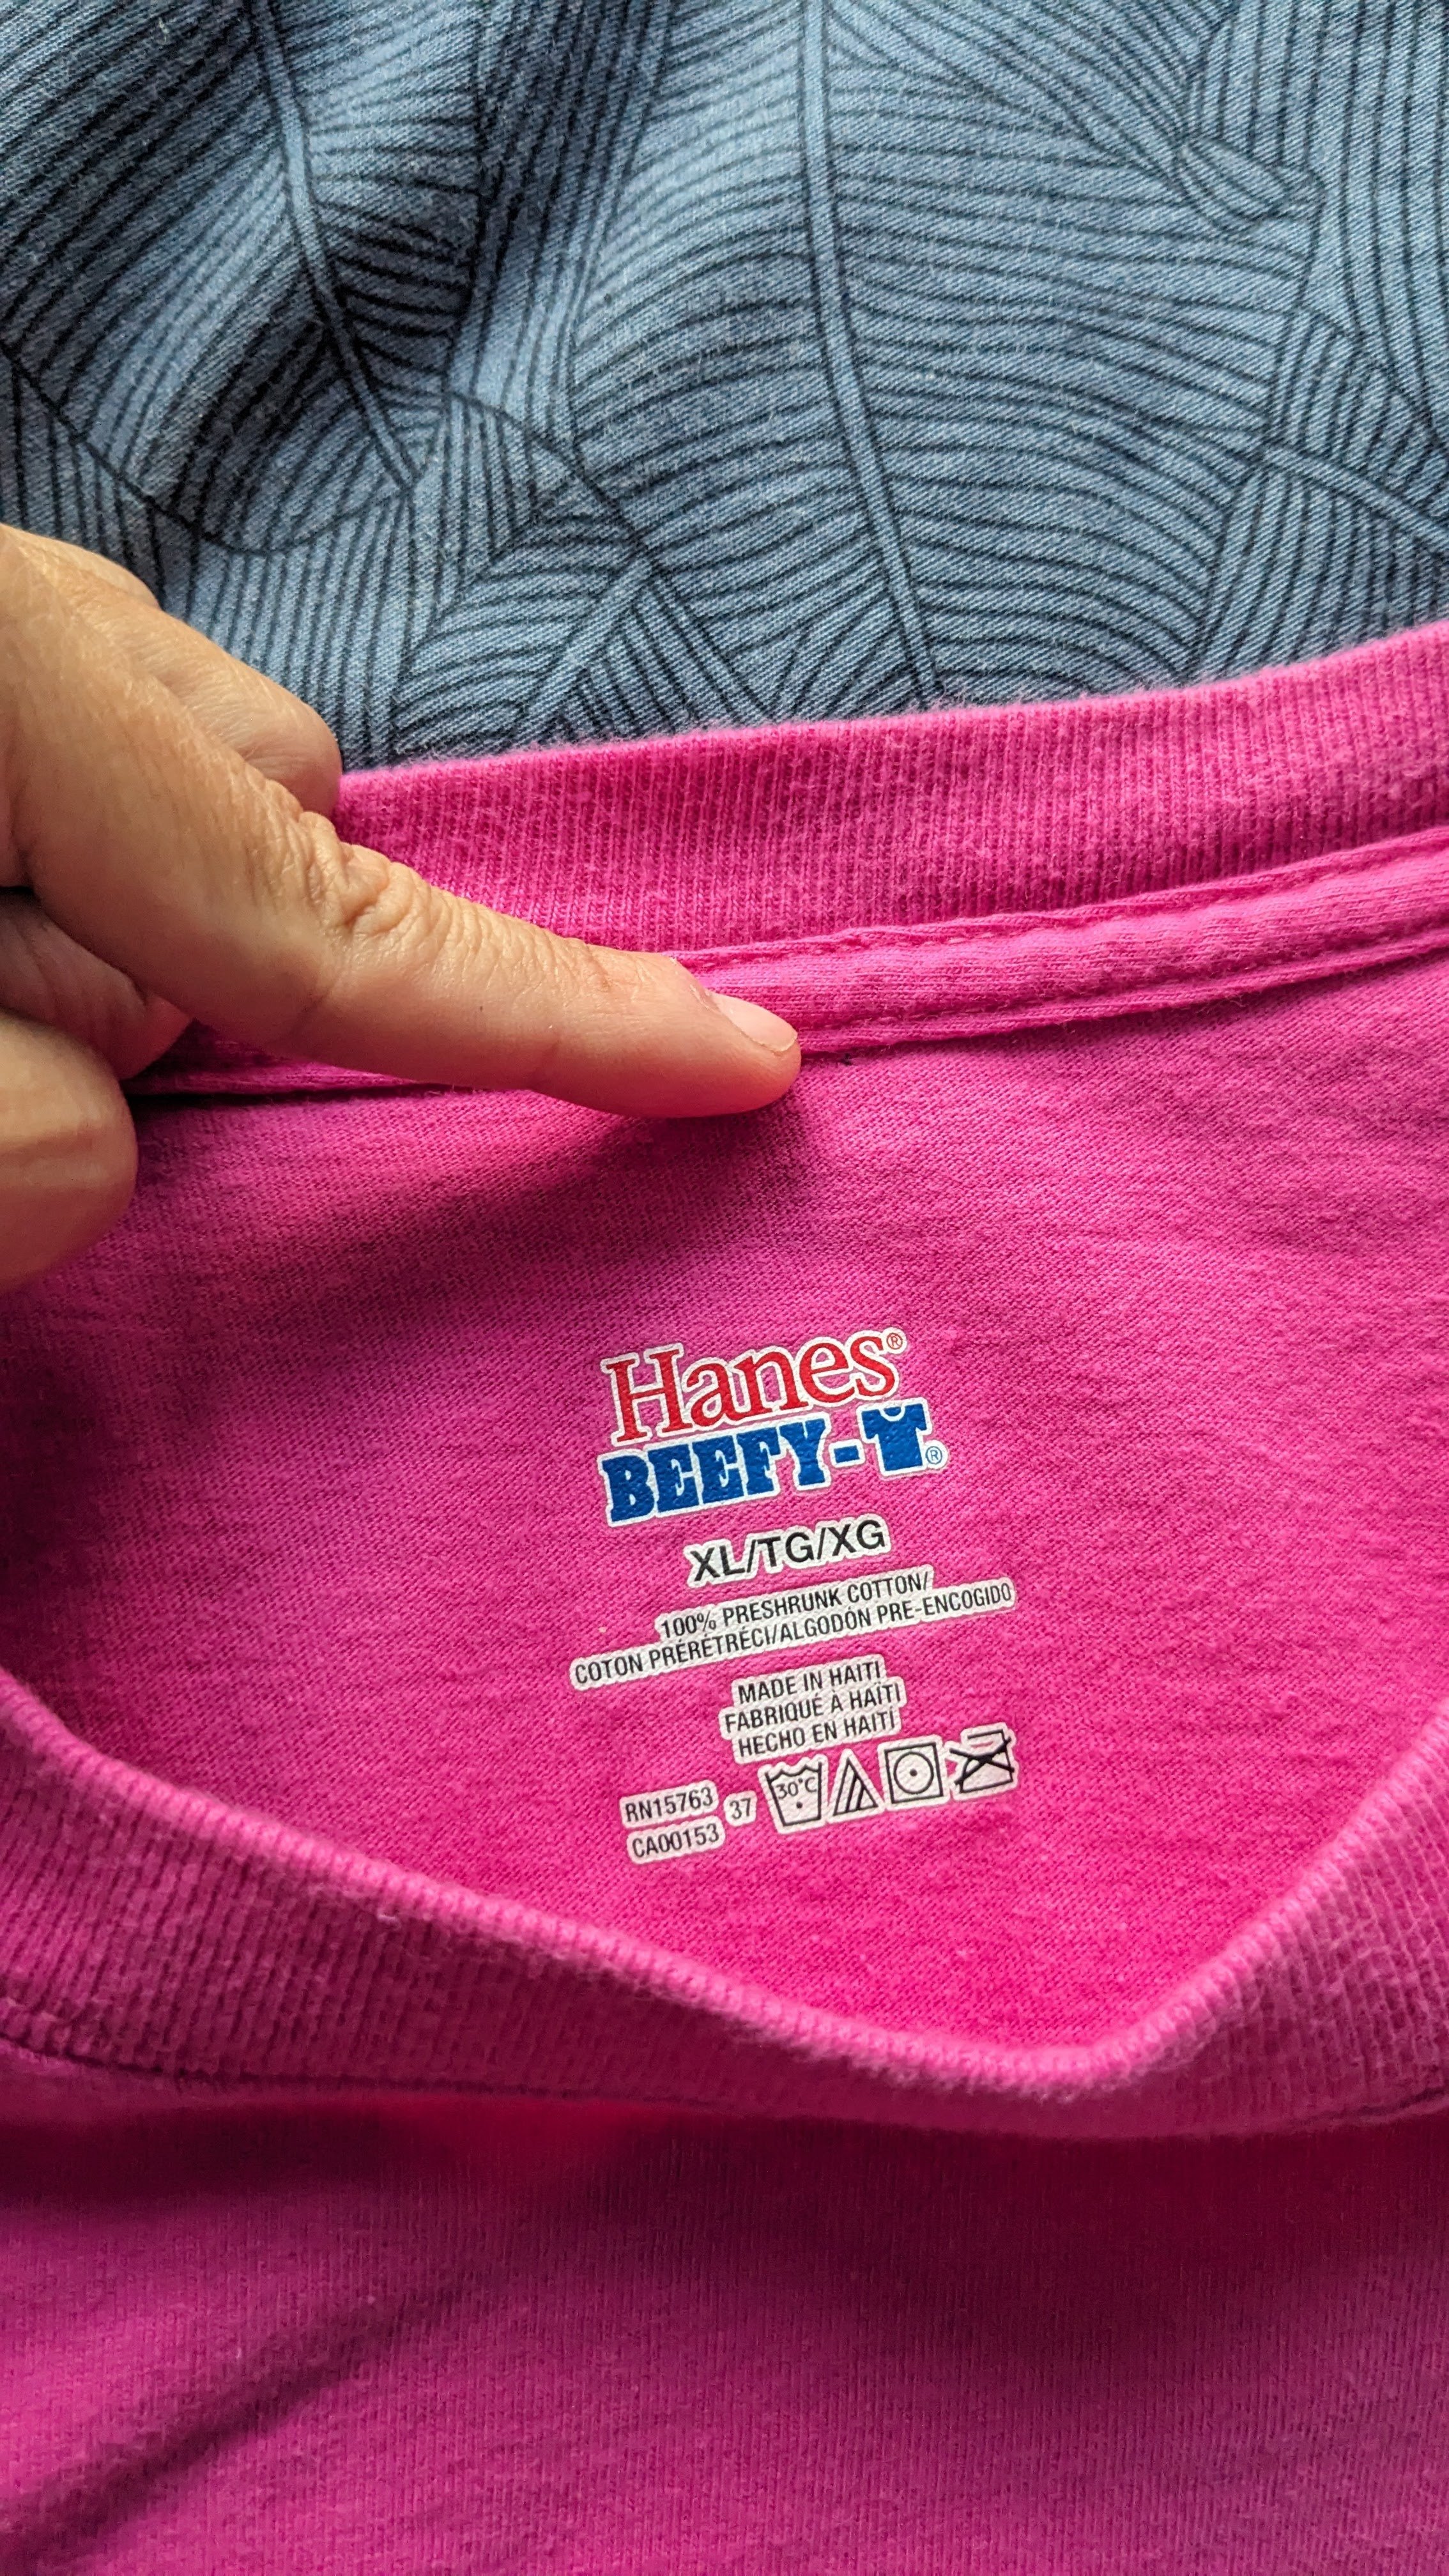 Hanes®
BEEFY-T®
XL/TG/XG
100% PRESHRUNK COTTON/
COTON PRÉRÉTRÉCI/ALGODÓN PRE-ENCOGIDO
MADE IN HAITI
FABRIQUÉ À HAÏTI
HECHO EN HAITÍ
RN15763 37 30°C
CA00153